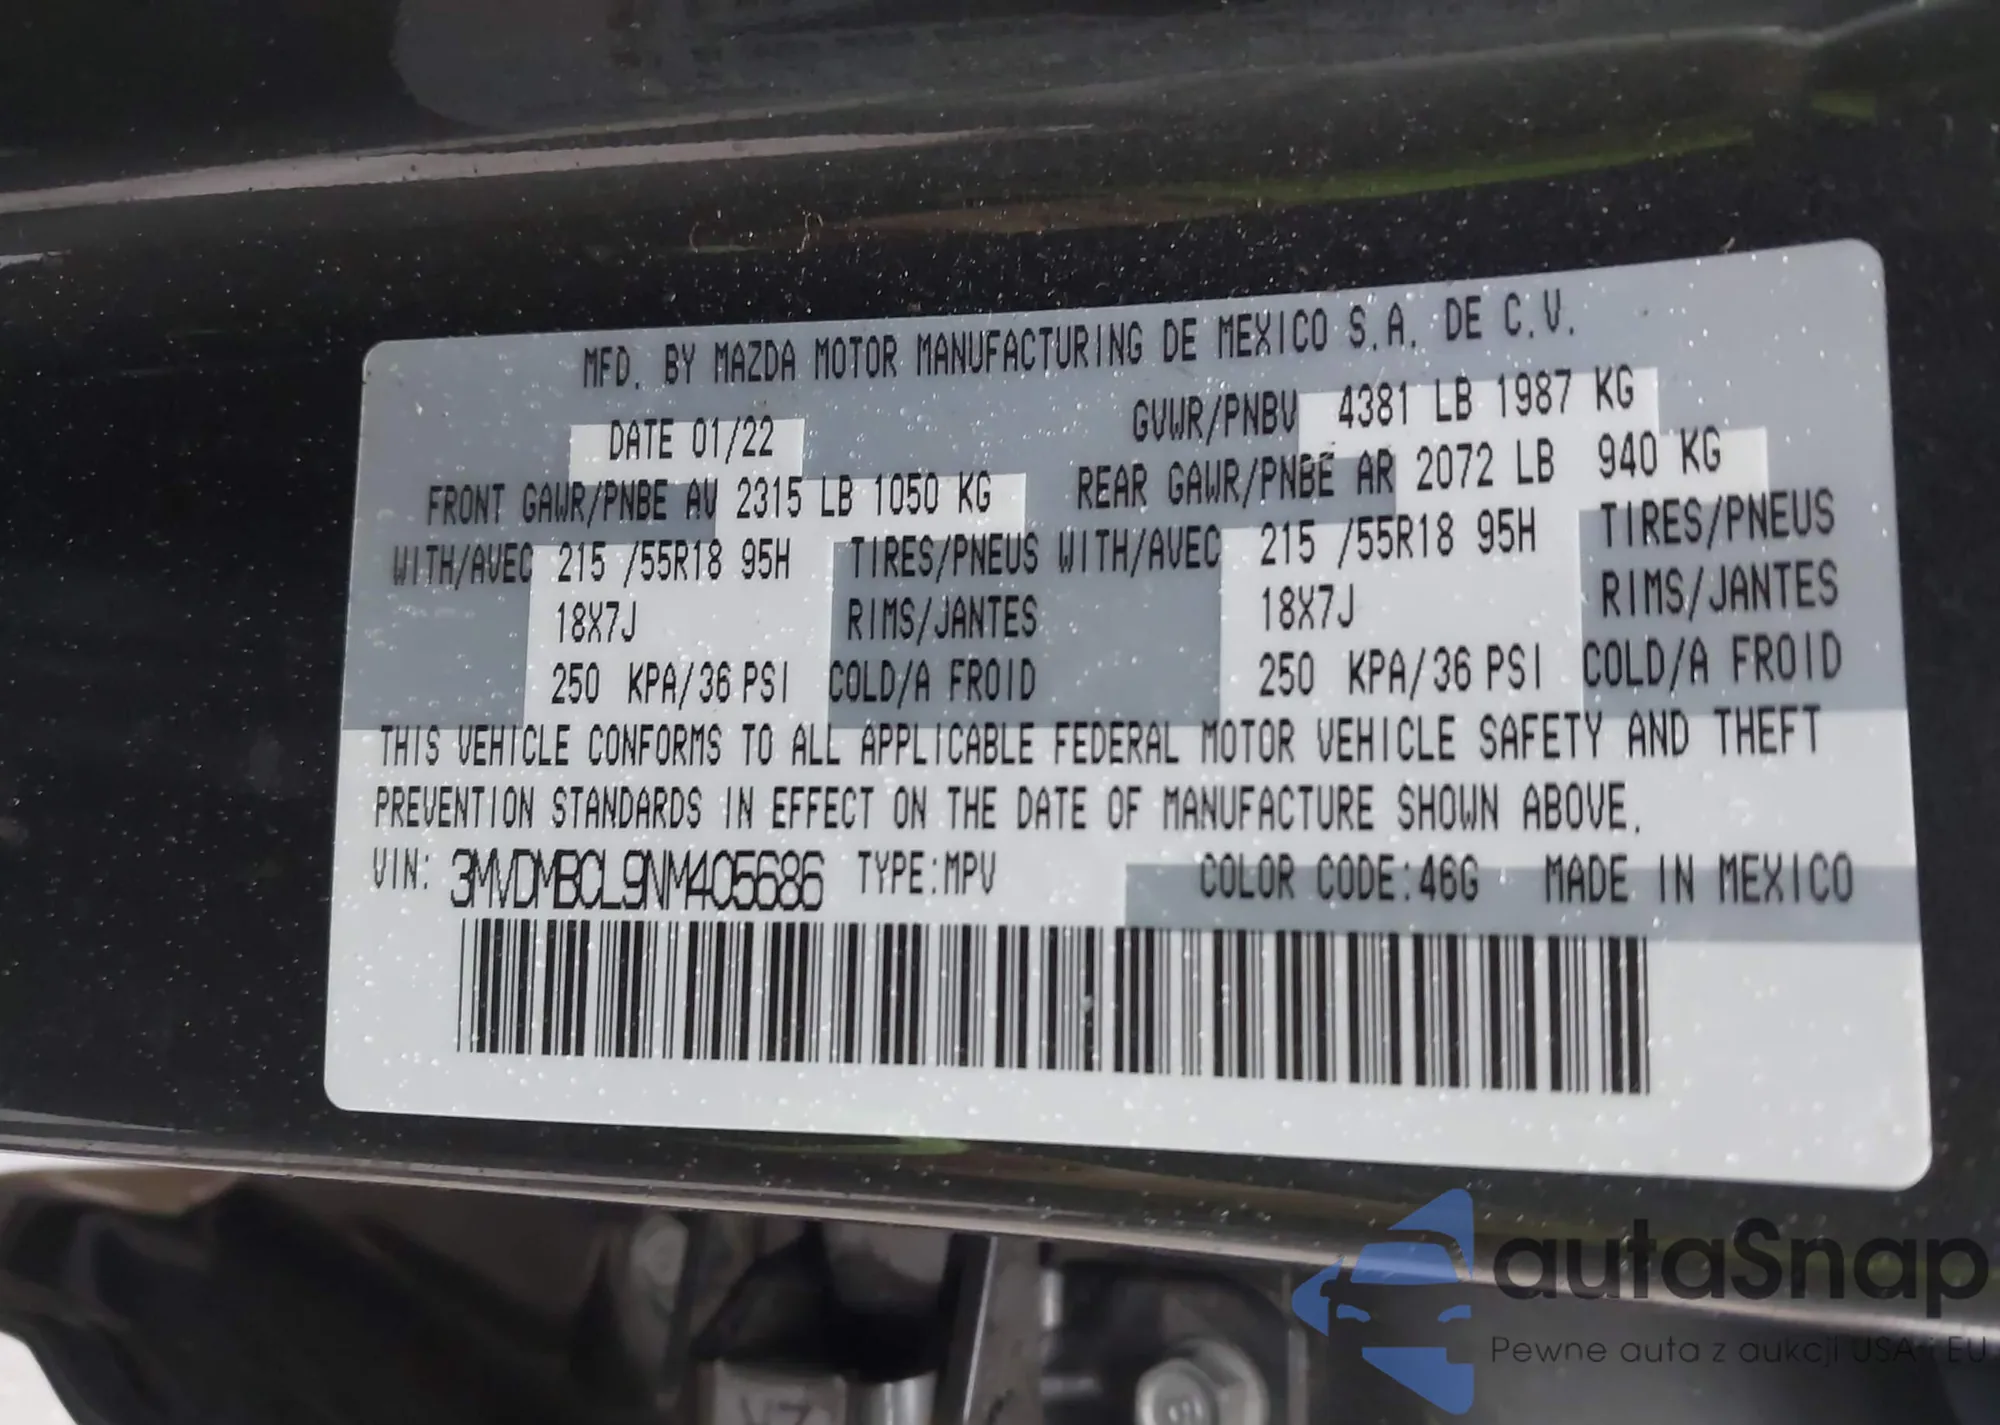 MFD. BY MAZDA MOTOR MANUFACTURING DE MEXICO S.A. DE C.V.
DATE 01/22 GVWR/PNBV 4381 LB 1987 KG
FRONT GAWR/PNBE AV 2315 LB 1050 KG REAR GAWR/PNBE AR 2072 LB 940 KG
WITH/AVEC 215 /55R18 95H TIRES/PNEUS WITH/AVEC 215 /55R18 95H TIRES/PNEUS
18X7J RIMS/JANTES 18X7J RIMS/JANTES
250 KPA/36 PSI COLD/A FROID 250 KPA/36 PSI COLD/A FROID
THIS VEHICLE CONFORMS TO ALL APPLICABLE FEDERAL MOTOR VEHICLE SAFETY AND THEFT
PREVENTION STANDARDS IN EFFECT ON THE DATE OF MANUFACTURE SHOWN ABOVE.
VIN: 3MVDMBCL9NM405686 TYPE:MPV COLOR CODE:46G MADE IN MEXICO
autaSnap
Pewne auta z aukcji USA i EU